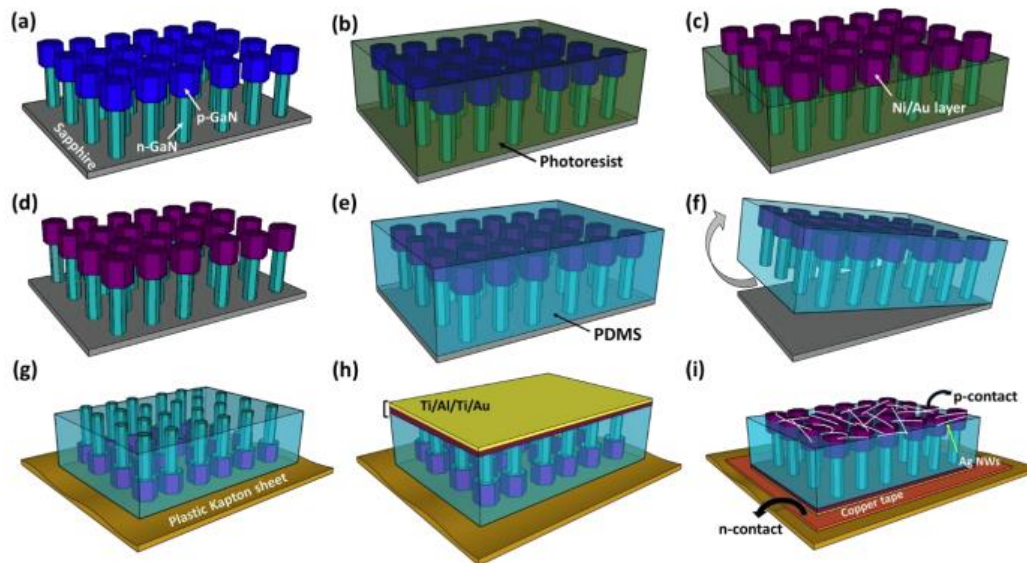 (a)
p-GaN
n-GaN
Sapphire
(b)
Photoresist
(c)
Ni/Au layer
(d)
(e)
PDMS
(f)
(g)
Plastic Kapton sheet
(h)
Ti/Al/Ti/Au
(i)
p-contact
Ag NWs
Copper tape
n-contact